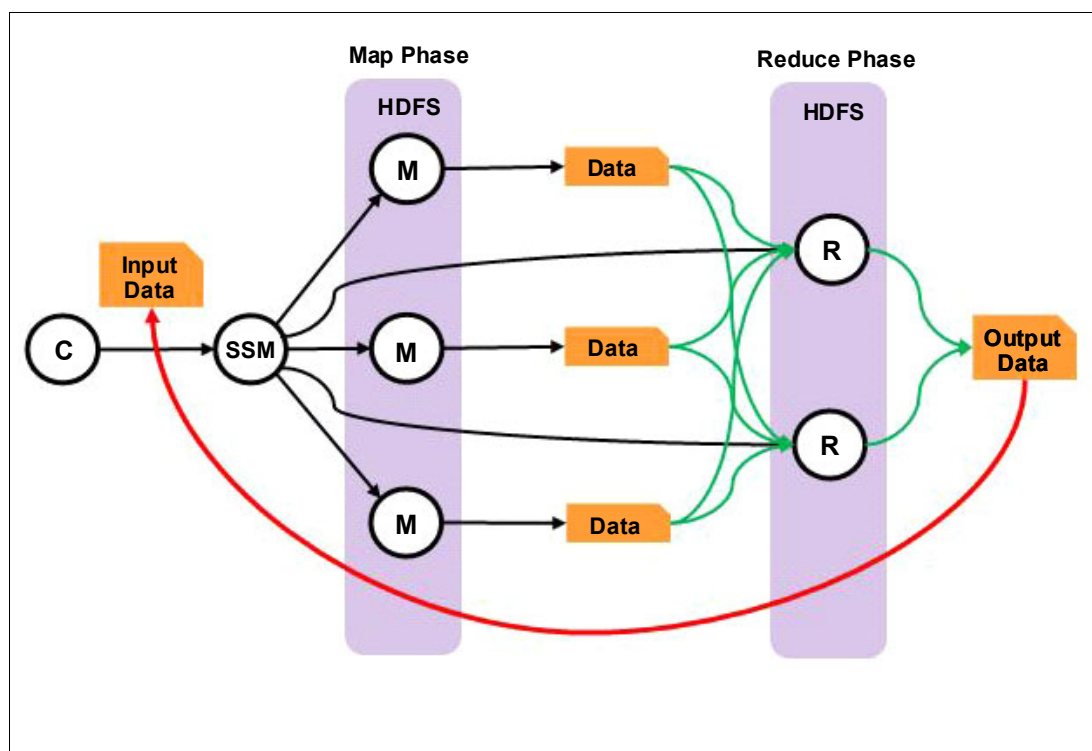 Map Phase
Reduce Phase
HDFS
HDFS
M
Data
R
Input
Data
C
SSM
M
Data
Output
Data
R
M
Data